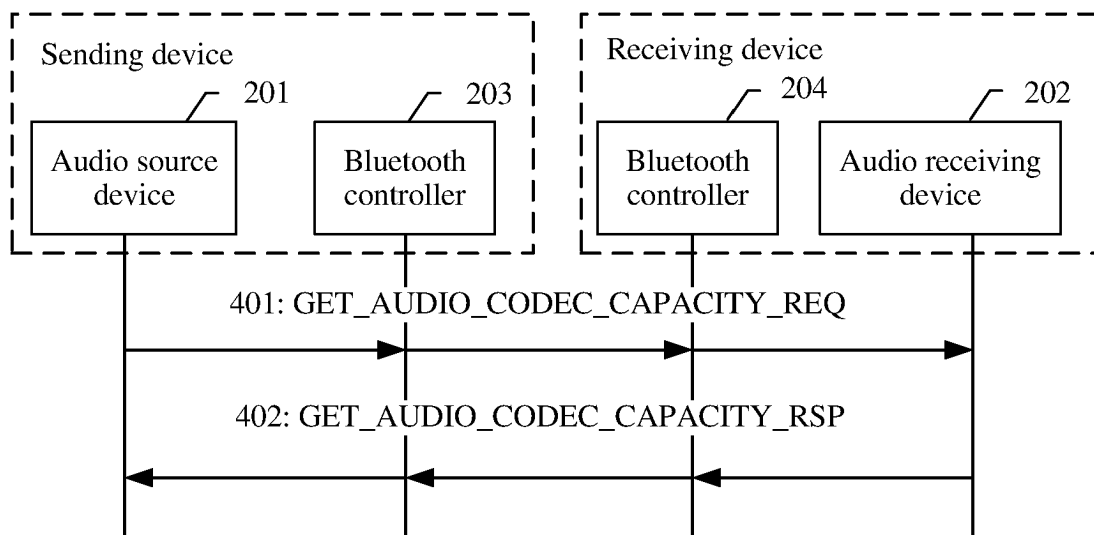 Sending device
Receiving device
201
203
204
202
Audio source
device
Bluetooth
controller
Bluetooth
controller
Audio receiving
device
401: GET_AUDIO_CODEC_CAPACITY_REQ
402: GET_AUDIO_CODEC_CAPACITY_RSP